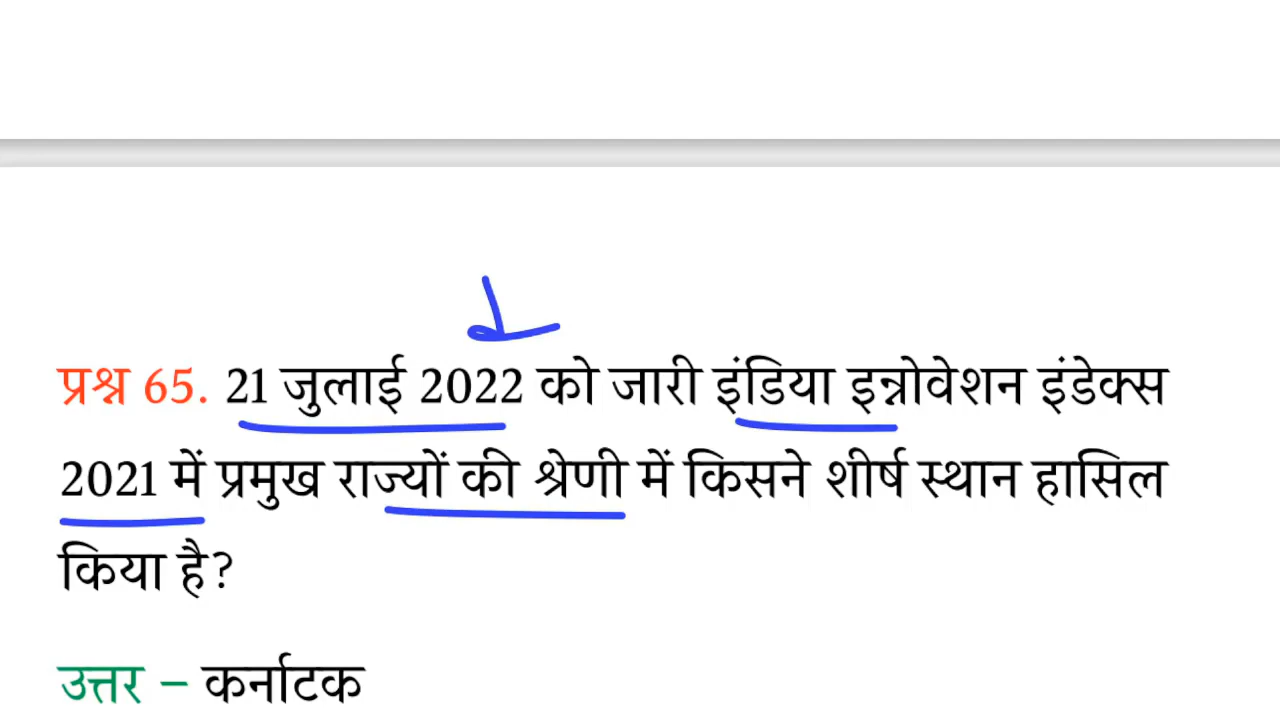 प्रश्न 65. 21 जुलाई 2022 को जारी इंडिया इन्नोवेशन इंडेक्स
2021 में प्रमुख राज्यों की श्रेणी में किसने शीर्ष स्थान हासिल
किया है?
उत्तर – कर्नाटक